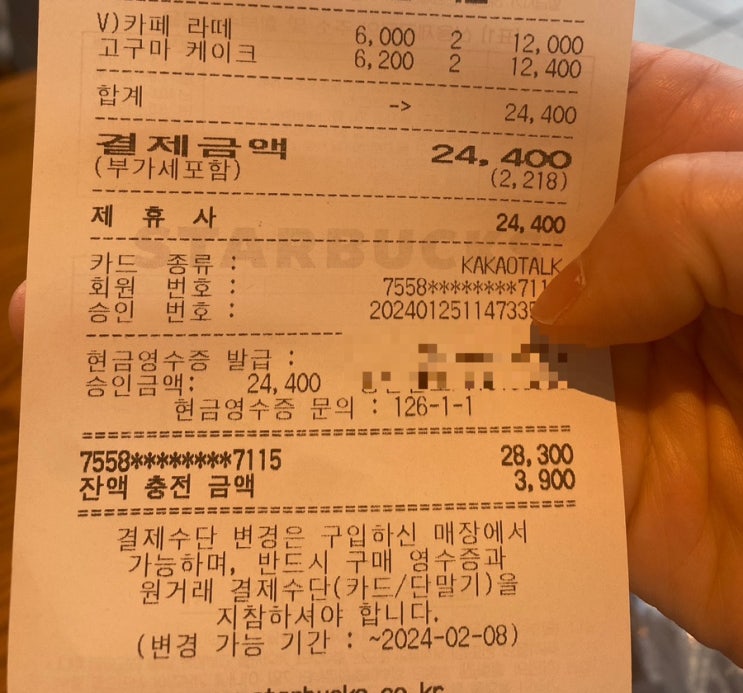 V)카페 라떼 6,000 2 12,000
고구마 케이크 6,200 2 12,400
합계 -> 24,400
결제금액 24,400
(부가세포함) (2,218)
제 휴 사 24,400
STARBUCK
카드 종류 : KAKAOTALK
회원 번호 : 7558********711
승인 번호 : 202401251147335
현금영수증 발급 :
승인금액: 24,400
현금영수증 문의 : 126-1-1
7558********7115 28,300
잔액 충전 금액 3,900
결제수단 변경은 구입하신 매장에서
가능하며, 반드시 구매 영수증과
원거래 결제수단(카드/단말기)을
지참하셔야 합니다.
(변경 가능 기간 : ~2024-02-08)
starbucks.co.kr